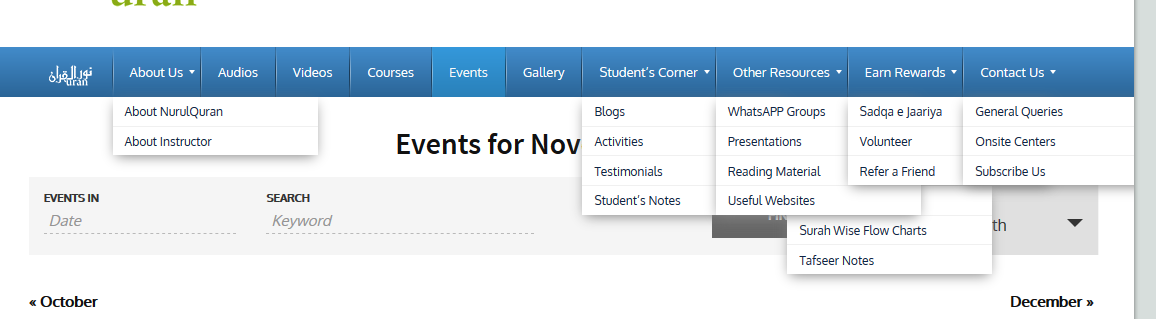 نور القرآن
About Us Audios Videos Courses Events Gallery Student's Corner Other Resources Earn Rewards Contact Us
About NurulQuran Blogs WhatsAPP Groups Sadqa e Jaariya General Queries
About Instructor Activities Presentations Volunteer Onsite Centers
Events for Nov
Testimonials Reading Material Refer a Friend Subscribe Us
EVENTS IN SEARCH Student's Notes Useful Websites
Date Keyword
Surah Wise Flow Charts
Tafseer Notes
« October December »